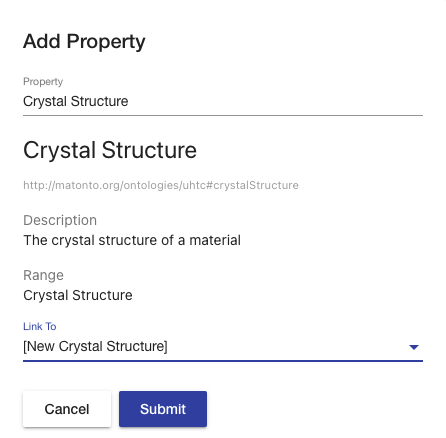 Add Property
Property
Crystal Structure
Crystal Structure
http://matonto.org/ontologies/uhtc#crystalStructure
Description
The crystal structure of a material
Range
Crystal Structure
Link To
[New Crystal Structure]
Cancel
Submit